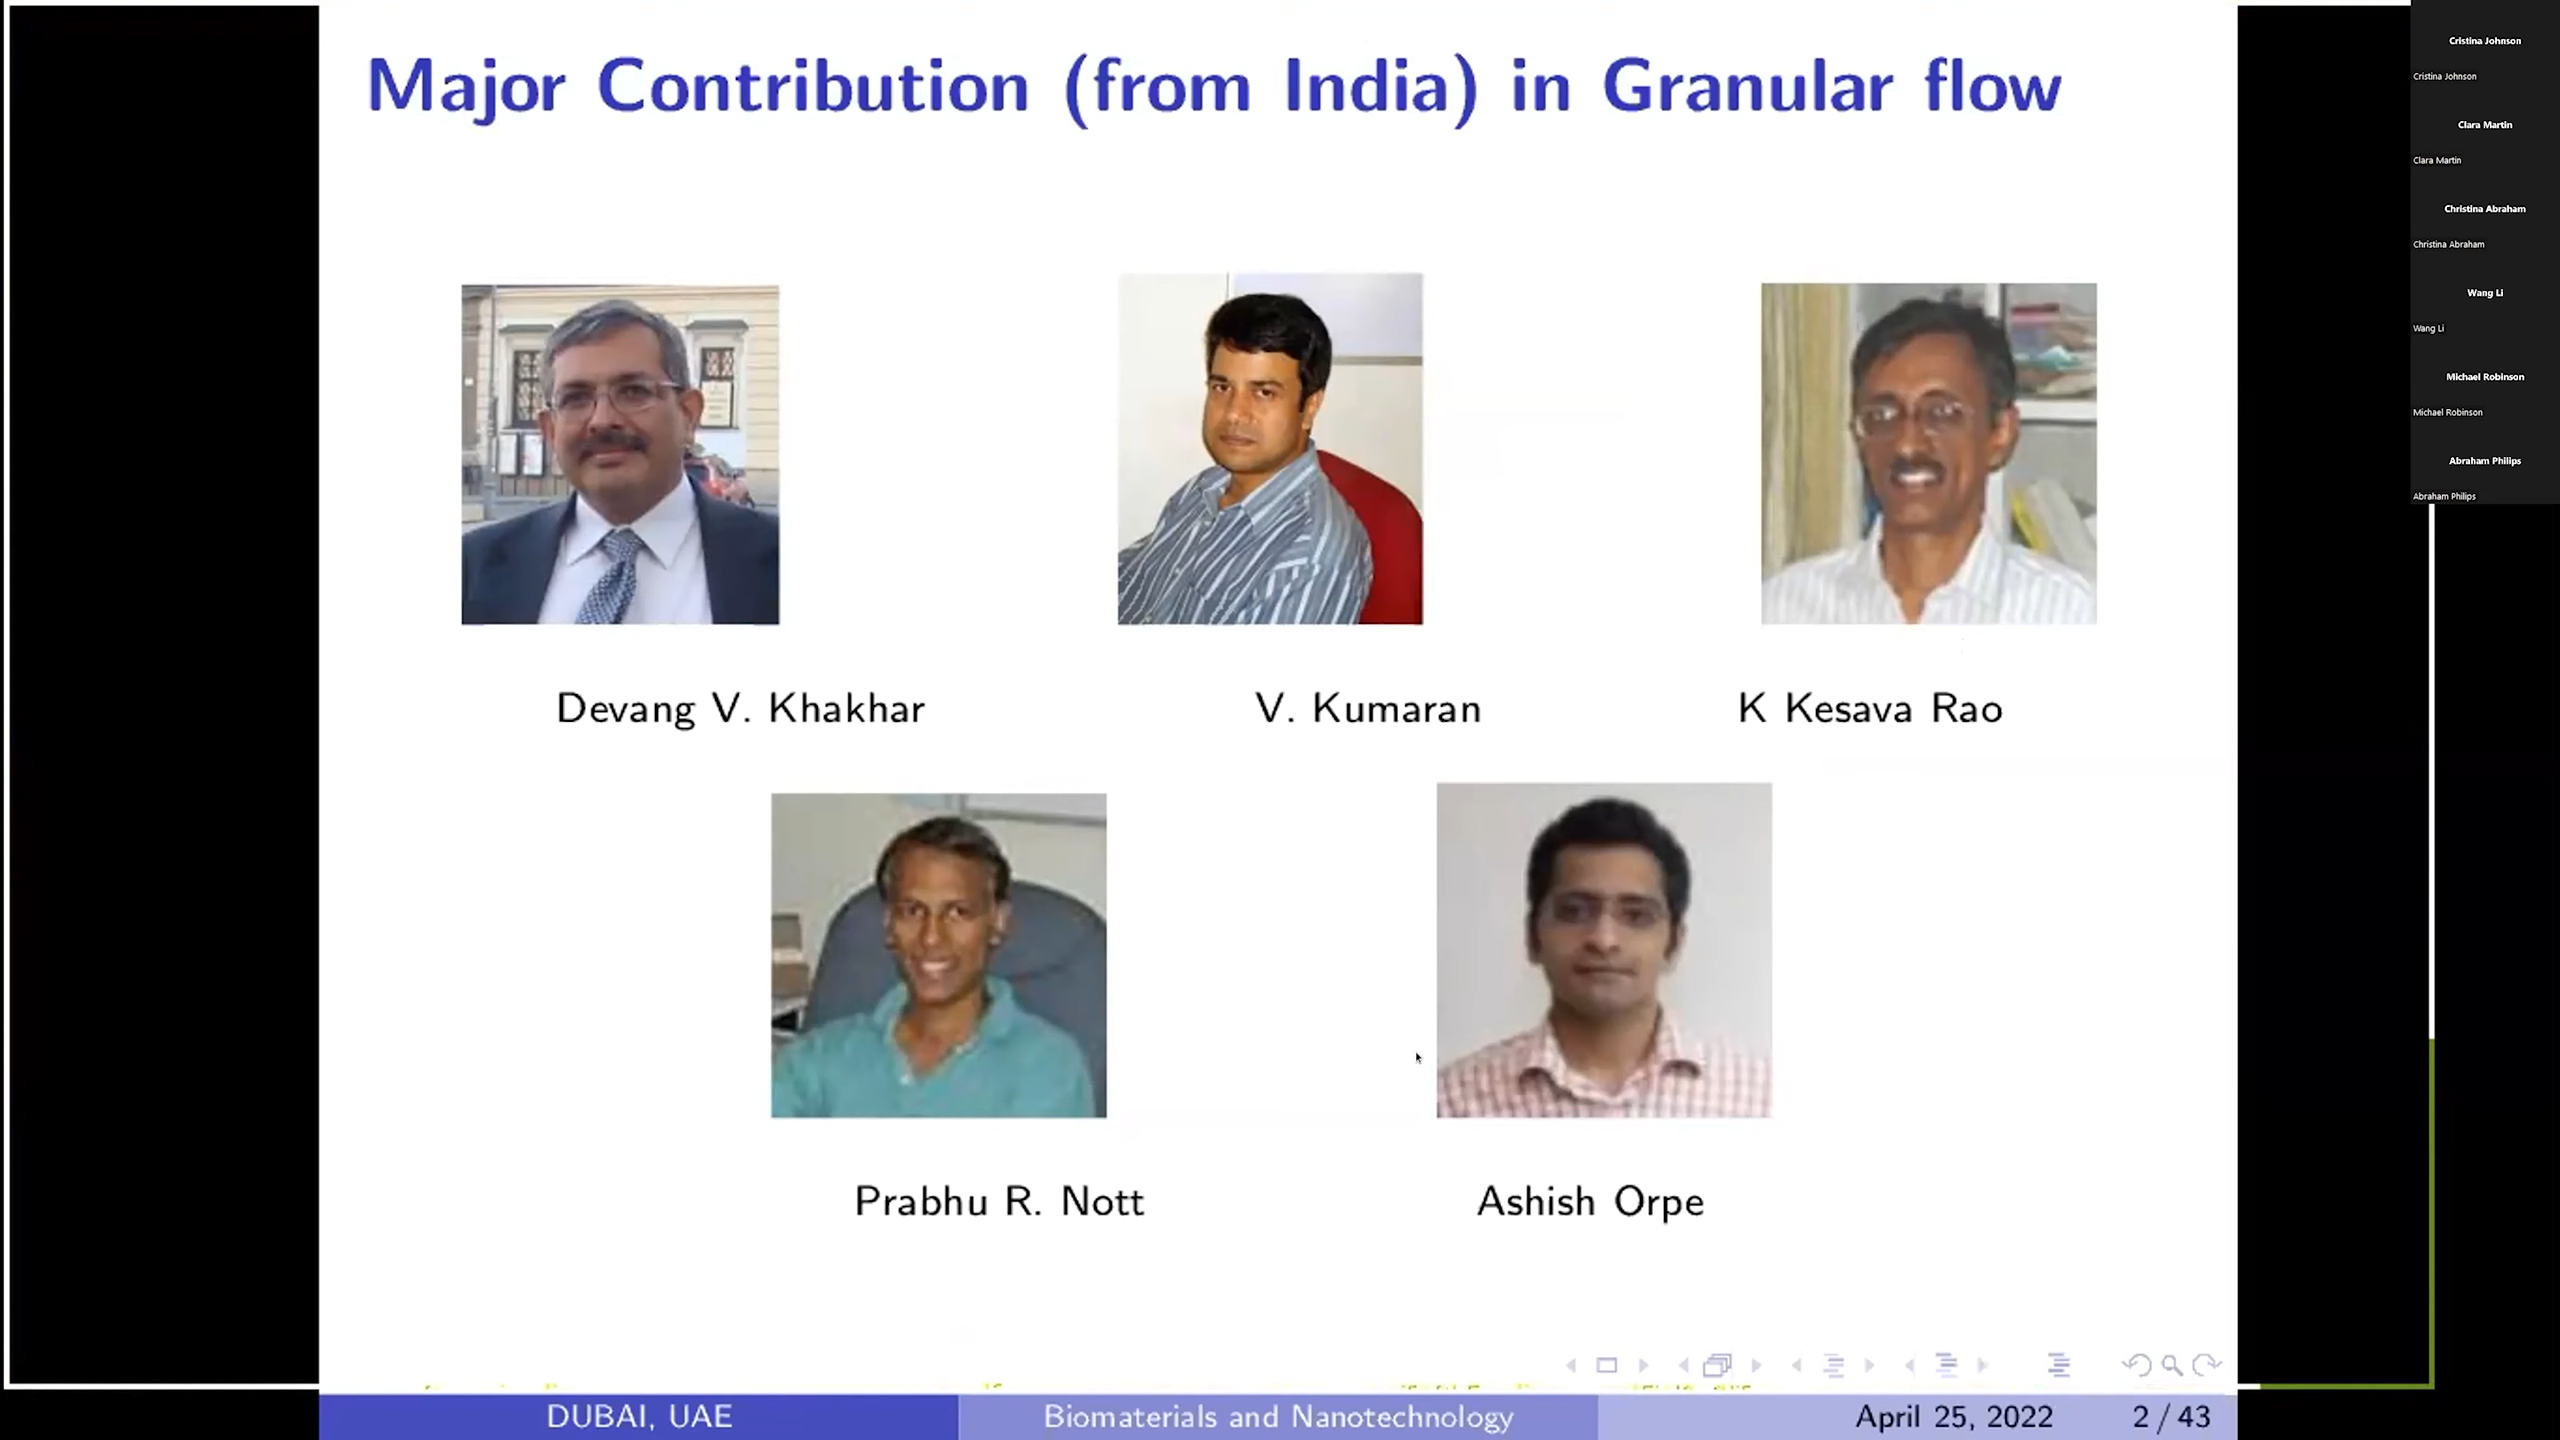 Major Contribution (from India) in Granular flow
Devang V. Khakhar
V. Kumaran
K Kesava Rao
Prabhu R. Nott
Ashish Orpe
DUBAI, UAE
Biomaterials and Nanotechnology
April 25, 2022
2 / 43
Cristina Johnson
Cristina Johnson
Clara Martin
Clara Martin
Christina Abraham
Christina Abraham
Wang Li
Wang Li
Michael Robinson
Michael Robinson
Abraham Philips
Abraham Philips